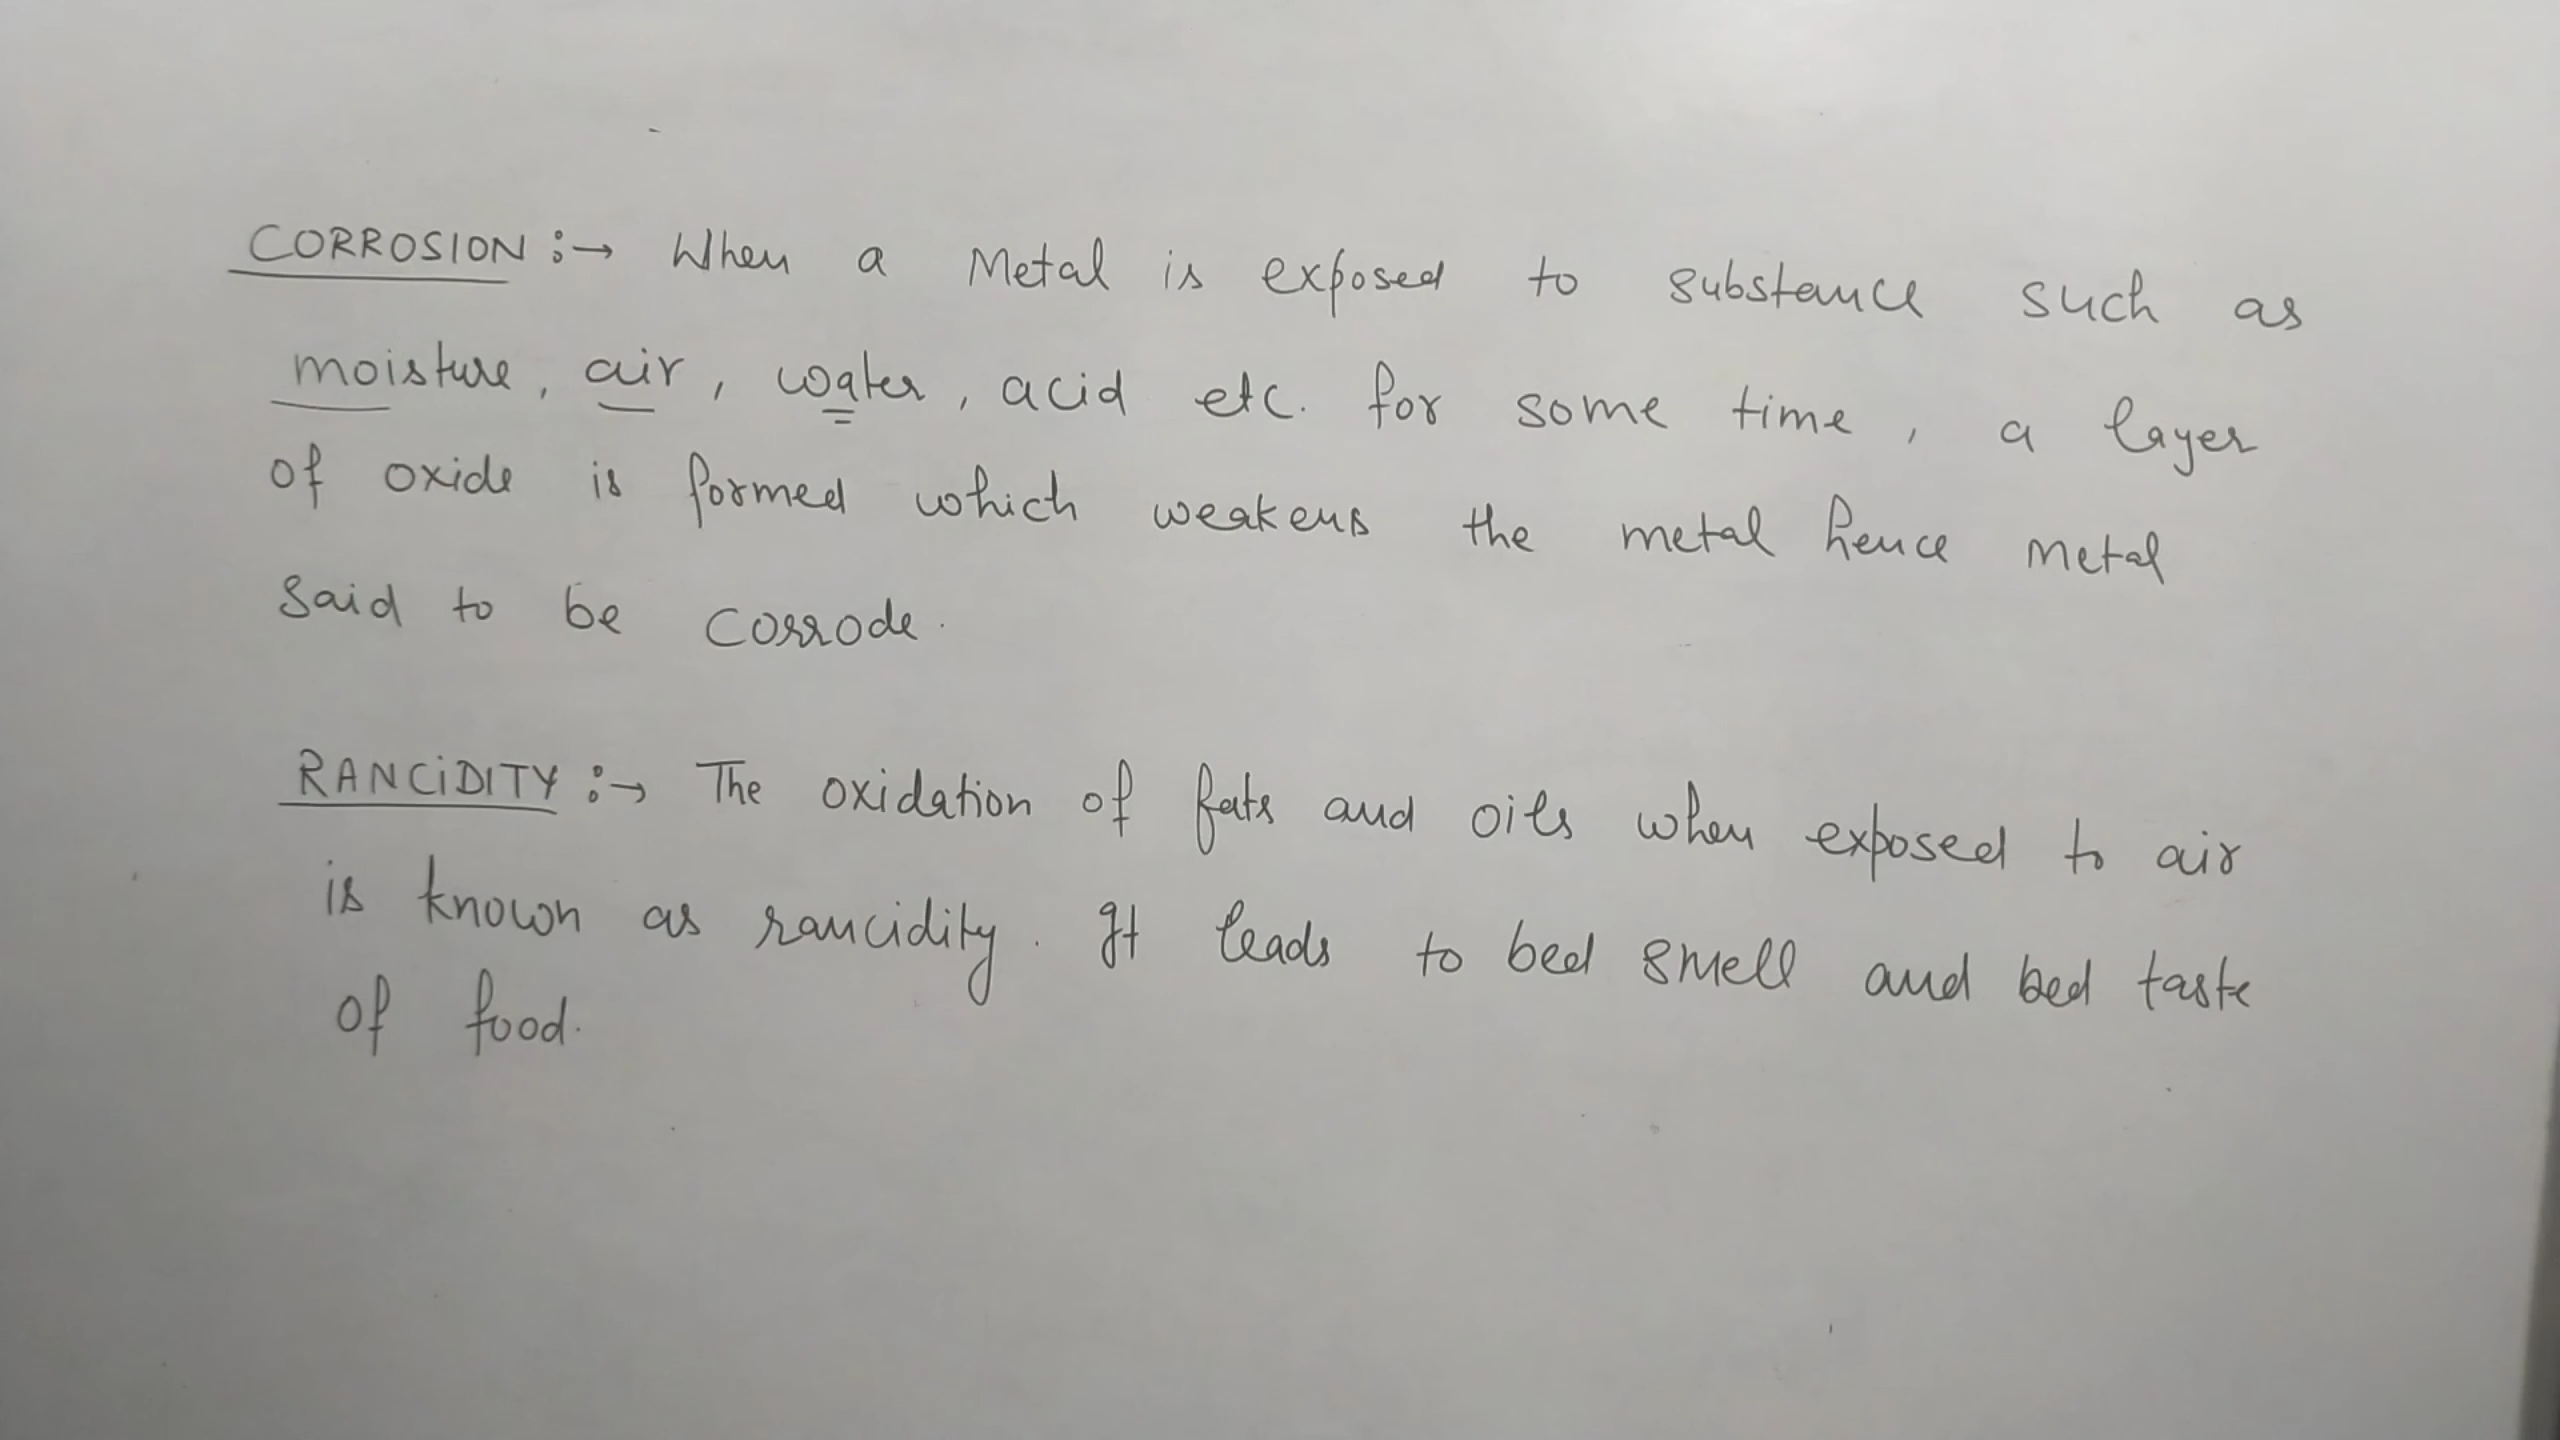 CORROSION :→ When a Metal is exposed to substance such as
moisture, air, water, acid etc. for some time, a layer
of oxide is formed which weakens the metal hence metal
said to be corrode.
RANCiDITY :→ The oxidation of fats and oils when exposed to air
is known as rancidity. It leads to bed smell and bed taste
of food.